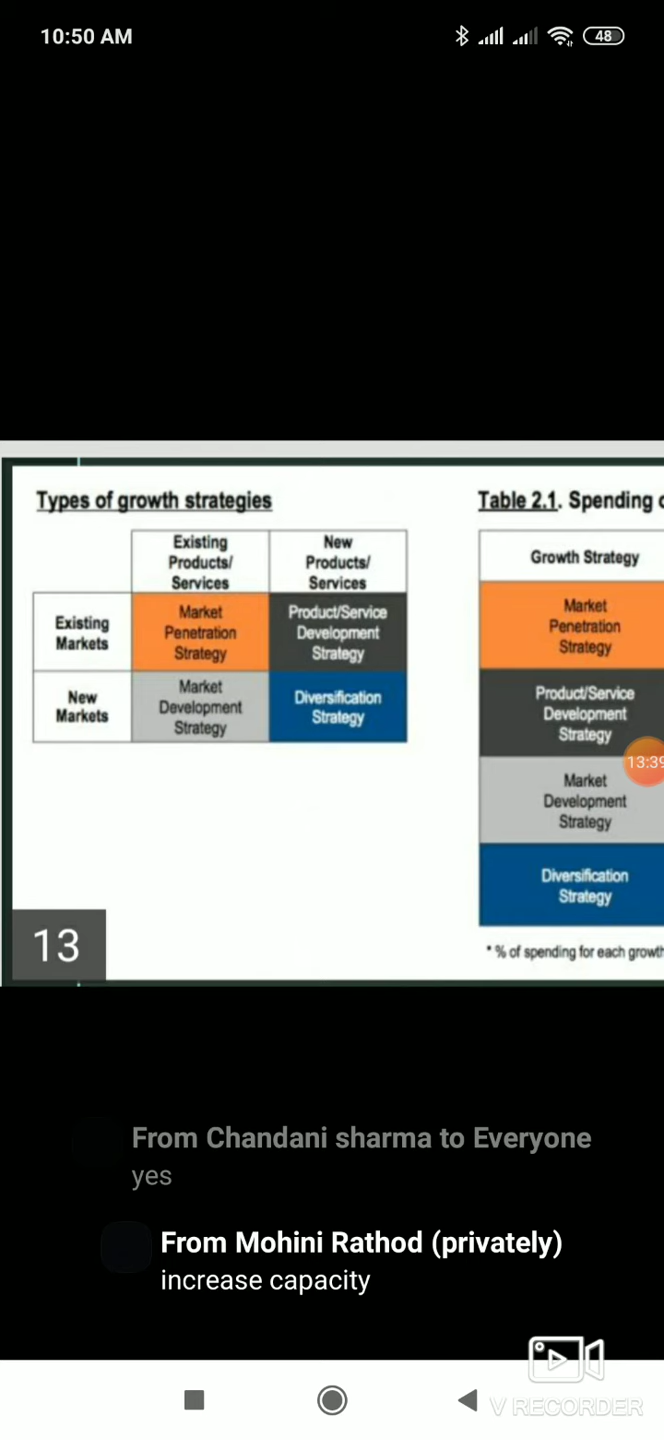 10:50 AM
48
Types of growth strategies
Existing
Products/
Services
New
Products/
Services
Existing
Markets
Market
Penetration
Strategy
Product/Service
Development
Strategy
New
Markets
Market
Development
Strategy
Diversification
Strategy
Table 2.1. Spending
Growth Strategy
Market
Penetration
Strategy
Product/Service
Development
Strategy
13:39
Market
Development
Strategy
Diversification
Strategy
* % of spending for each growth
13
From Chandani sharma to Everyone
yes
From Mohini Rathod (privately)
increase capacity
V RECORDER